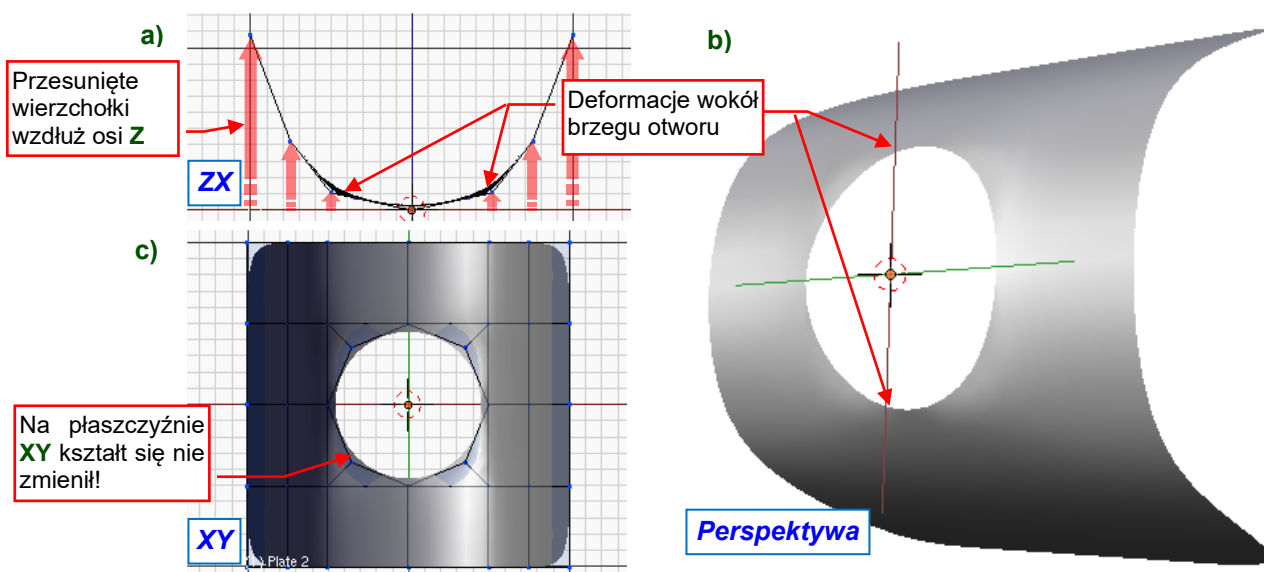 a)
Przesunięte
wierzchołki
wzdłuż osi Z
ZX
Deformacje wokół
brzegu otworu
b)
c)
Na płaszczyźnie
XY kształt się nie
zmienił!
XY
(1) Plate 2
Perspektywa